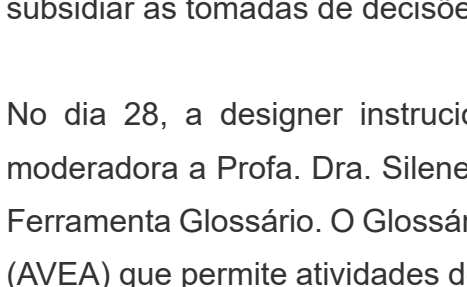 subsidiar as tomadas de decisõe
No dia 28, a designer instruci
moderadora a Profa. Dra. Silene
Ferramenta Glossário. O Glossár
(AVEA) que permite atividades d